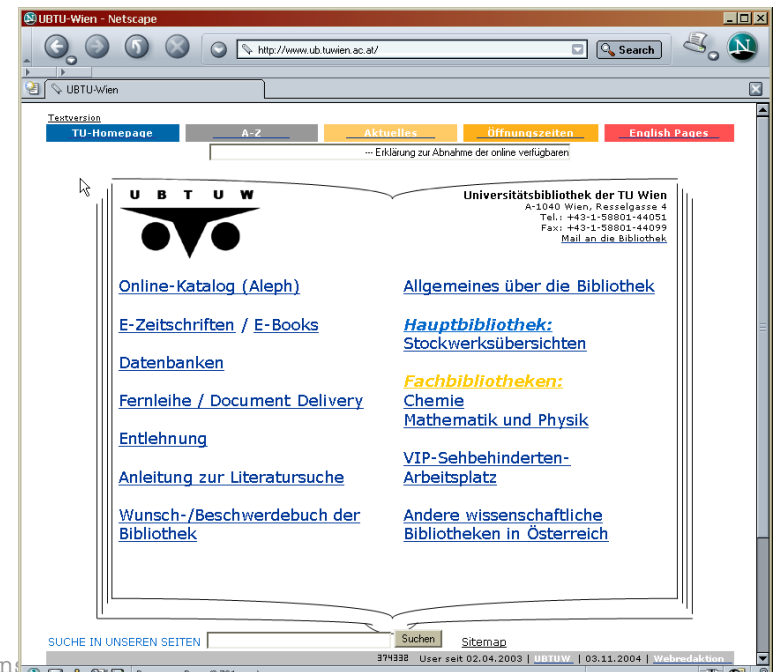 UBTU-Wien - Netscape
http://www.ub.tuwien.ac.at/
Search
UBTU-Wien
Textversion
TU-Homepage A-Z Aktuelles Öffnungszeiten English Pages
--- Erklärung zur Abnahme der online verfügbaren
U B T U W
Universitätsbibliothek der TU Wien
A-1040 Wien, Resselgasse 4
Tel.: +43-1-58801-44051
Fax: +43-1-58801-44099
Mail an die Bibliothek
Online-Katalog (Aleph)
E-Zeitschriften / E-Books
Datenbanken
Fernleihe / Document Delivery
Entlehnung
Anleitung zur Literatursuche
Wunsch-/Beschwerdebuch der
Bibliothek
Allgemeines über die Bibliothek
Hauptbibliothek:
Stockwerksübersichten
Fachbibliotheken:
Chemie
Mathematik und Physik
VIP-Sehbehinderten-
Arbeitsplatz
Andere wissenschaftliche
Bibliotheken in Österreich
SUCHE IN UNSEREN SEITEN Suchen Sitemap
374338 User seit 02.04.2003 | UBTUW | 03.11.2004 | Webredaktion